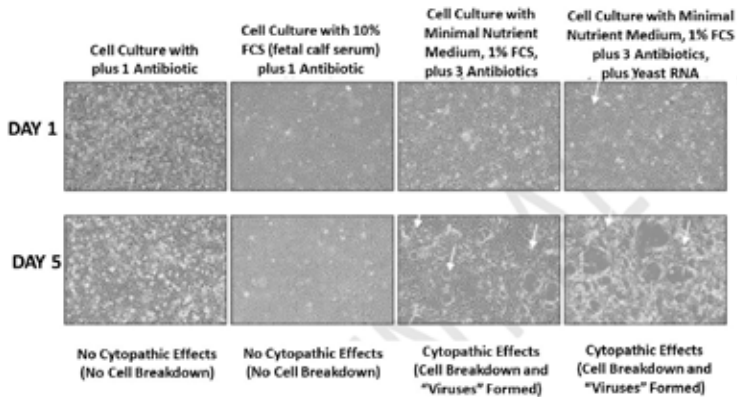 Cell Culture with
plus 1 Antibiotic
Cell Culture with 10%
FCS (fetal calf serum)
plus 1 Antibiotic
Cell Culture with
Minimal Nutrient
Medium, 1% FCS,
plus 3 Antibiotics
Cell Culture with Minimal
Nutrient Medium, 1% FCS
plus 3 Antibiotics,
plus Yeast RNA
DAY 1
DAY 5
No Cytopathic Effects
(No Cell Breakdown)
No Cytopathic Effects
(No Cell Breakdown)
Cytopathic Effects
(Cell Breakdown and
"Viruses" Formed)
Cytopathic Effects
(Cell Breakdown and
"Viruses" Formed)